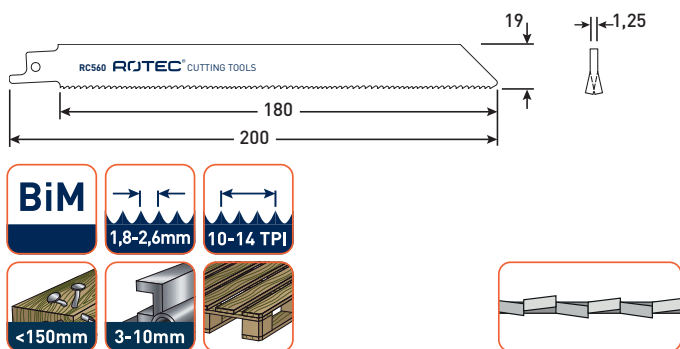 19
1,25
RC560 ROTEC® CUTTING TOOLS
180
200
BiM
1,8-2,6mm
10-14 TPI
<150mm
3-10mm